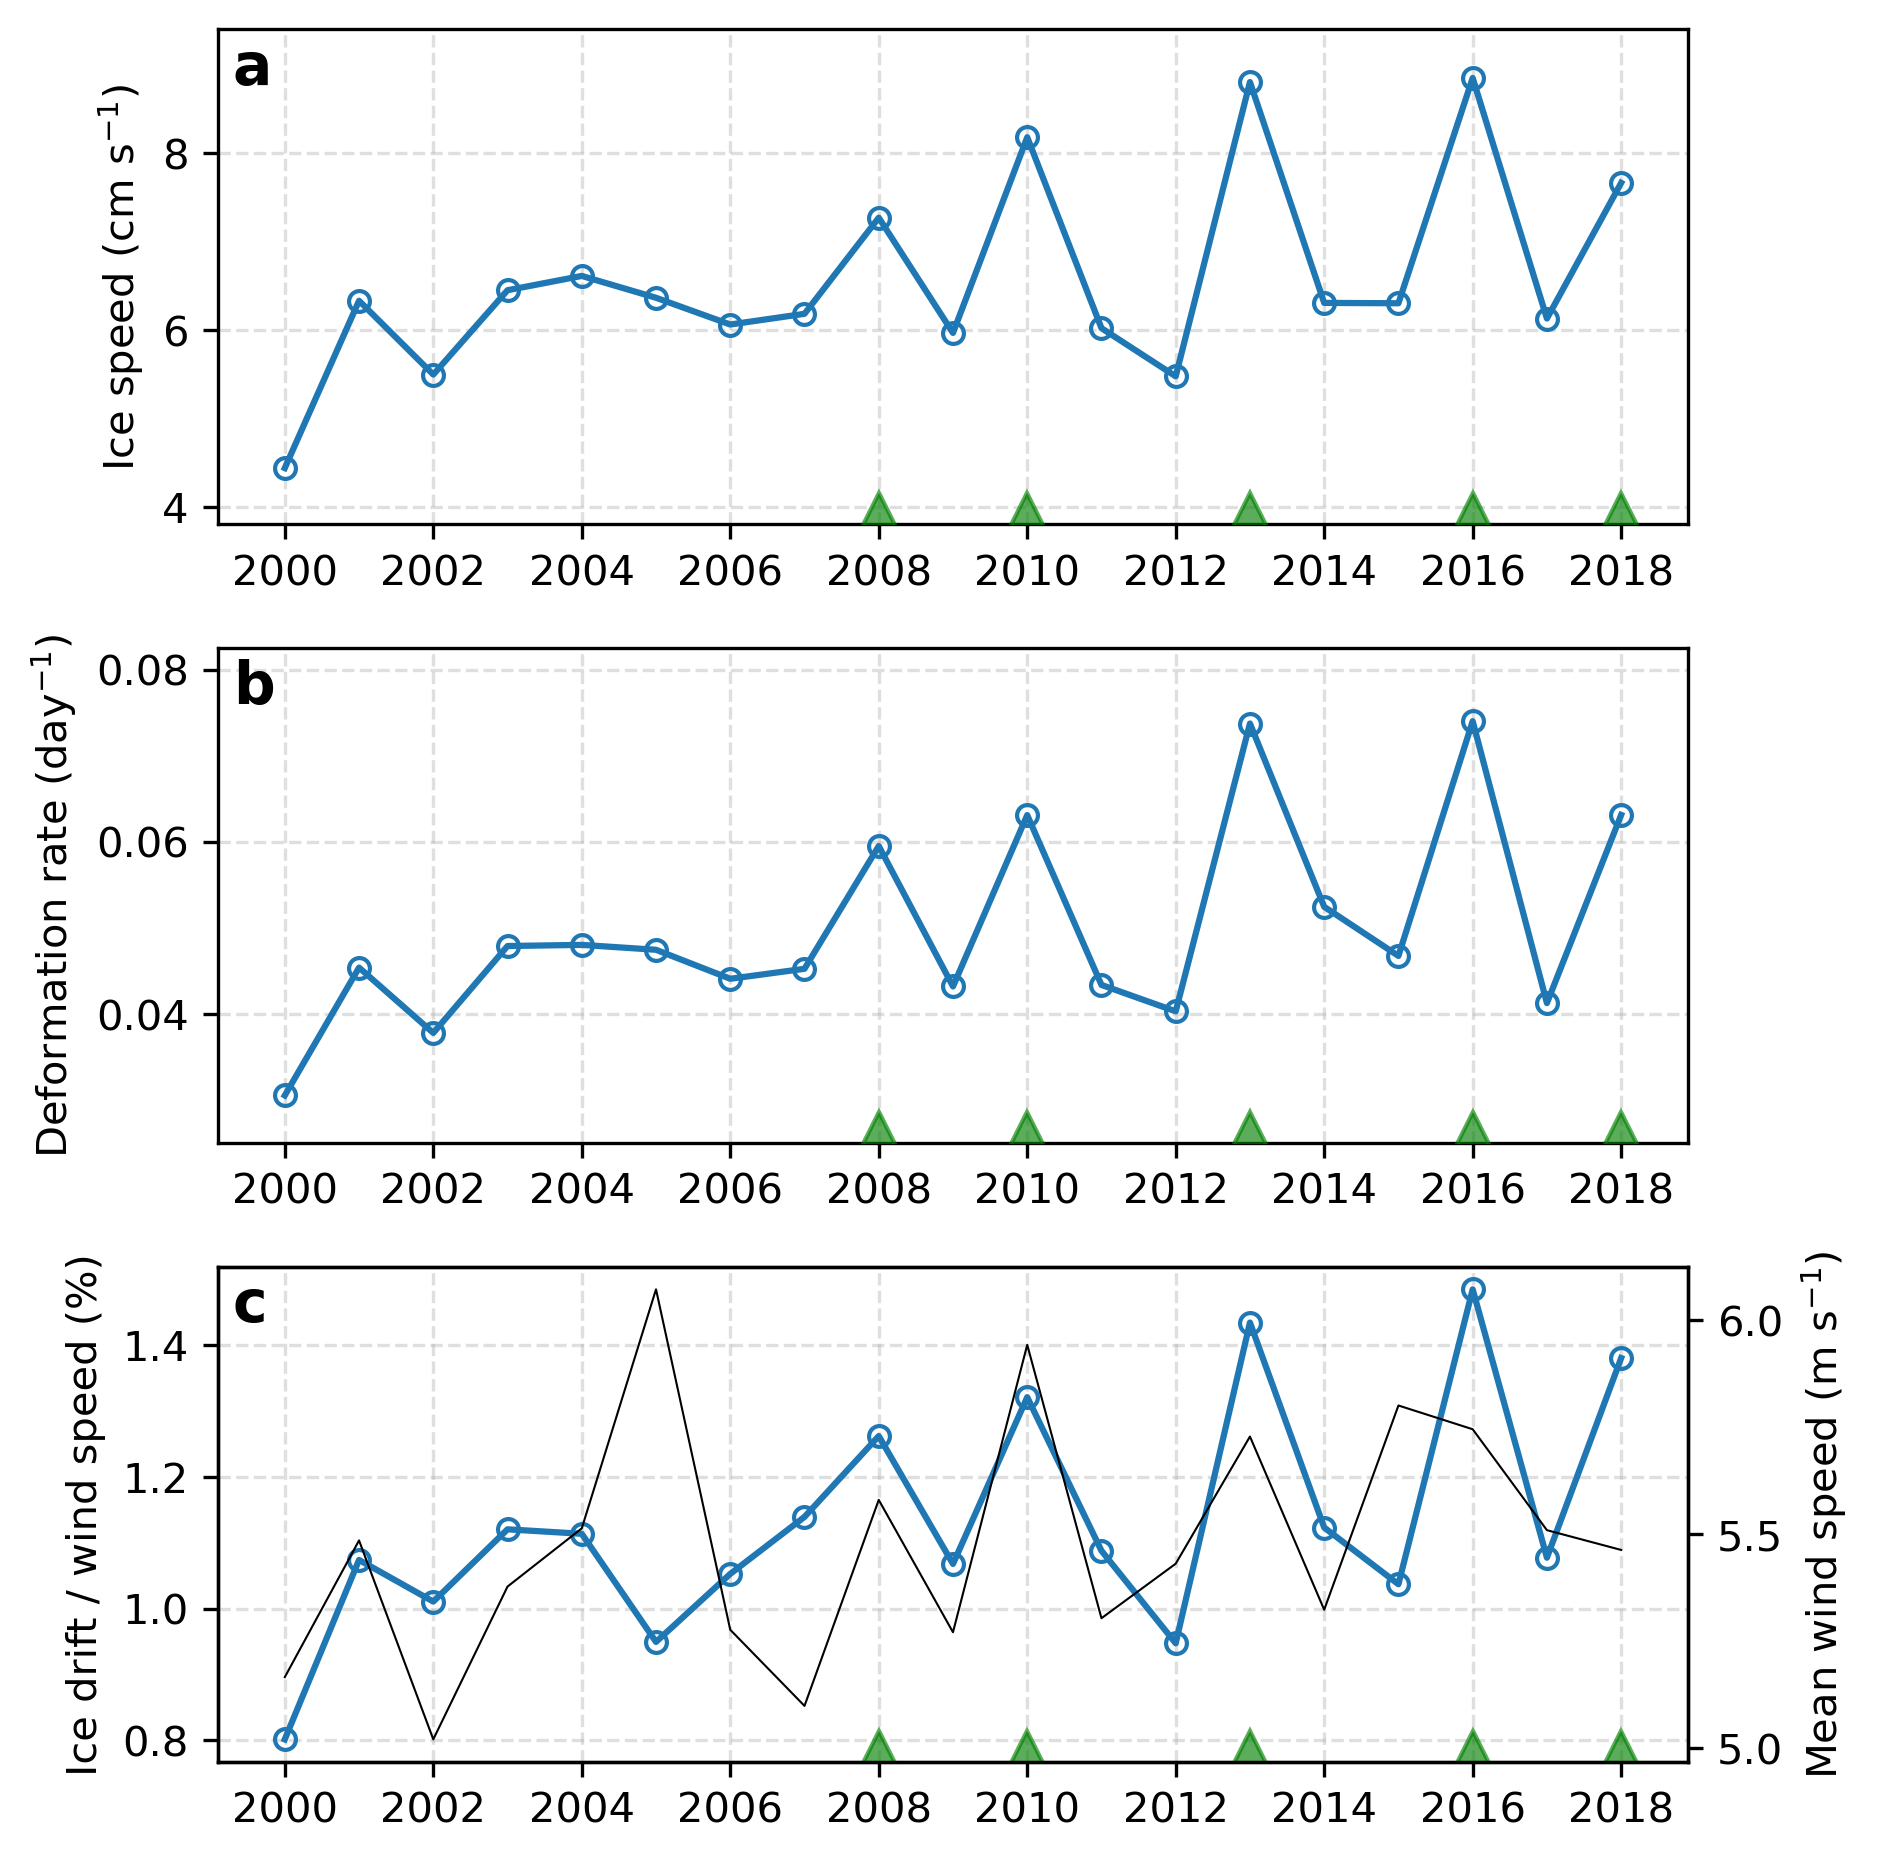 a
Ice speed (cm s⁻¹)
8
6
4
2000 2002 2004 2006 2008 2010 2012 2014 2016 2018
b
Deformation rate (day⁻¹)
0.08
0.06
0.04
2000 2002 2004 2006 2008 2010 2012 2014 2016 2018
c
Ice drift / wind speed (%)
1.4
1.2
1.0
0.8
6.0
5.5
5.0
Mean wind speed (m s⁻¹)
2000 2002 2004 2006 2008 2010 2012 2014 2016 2018